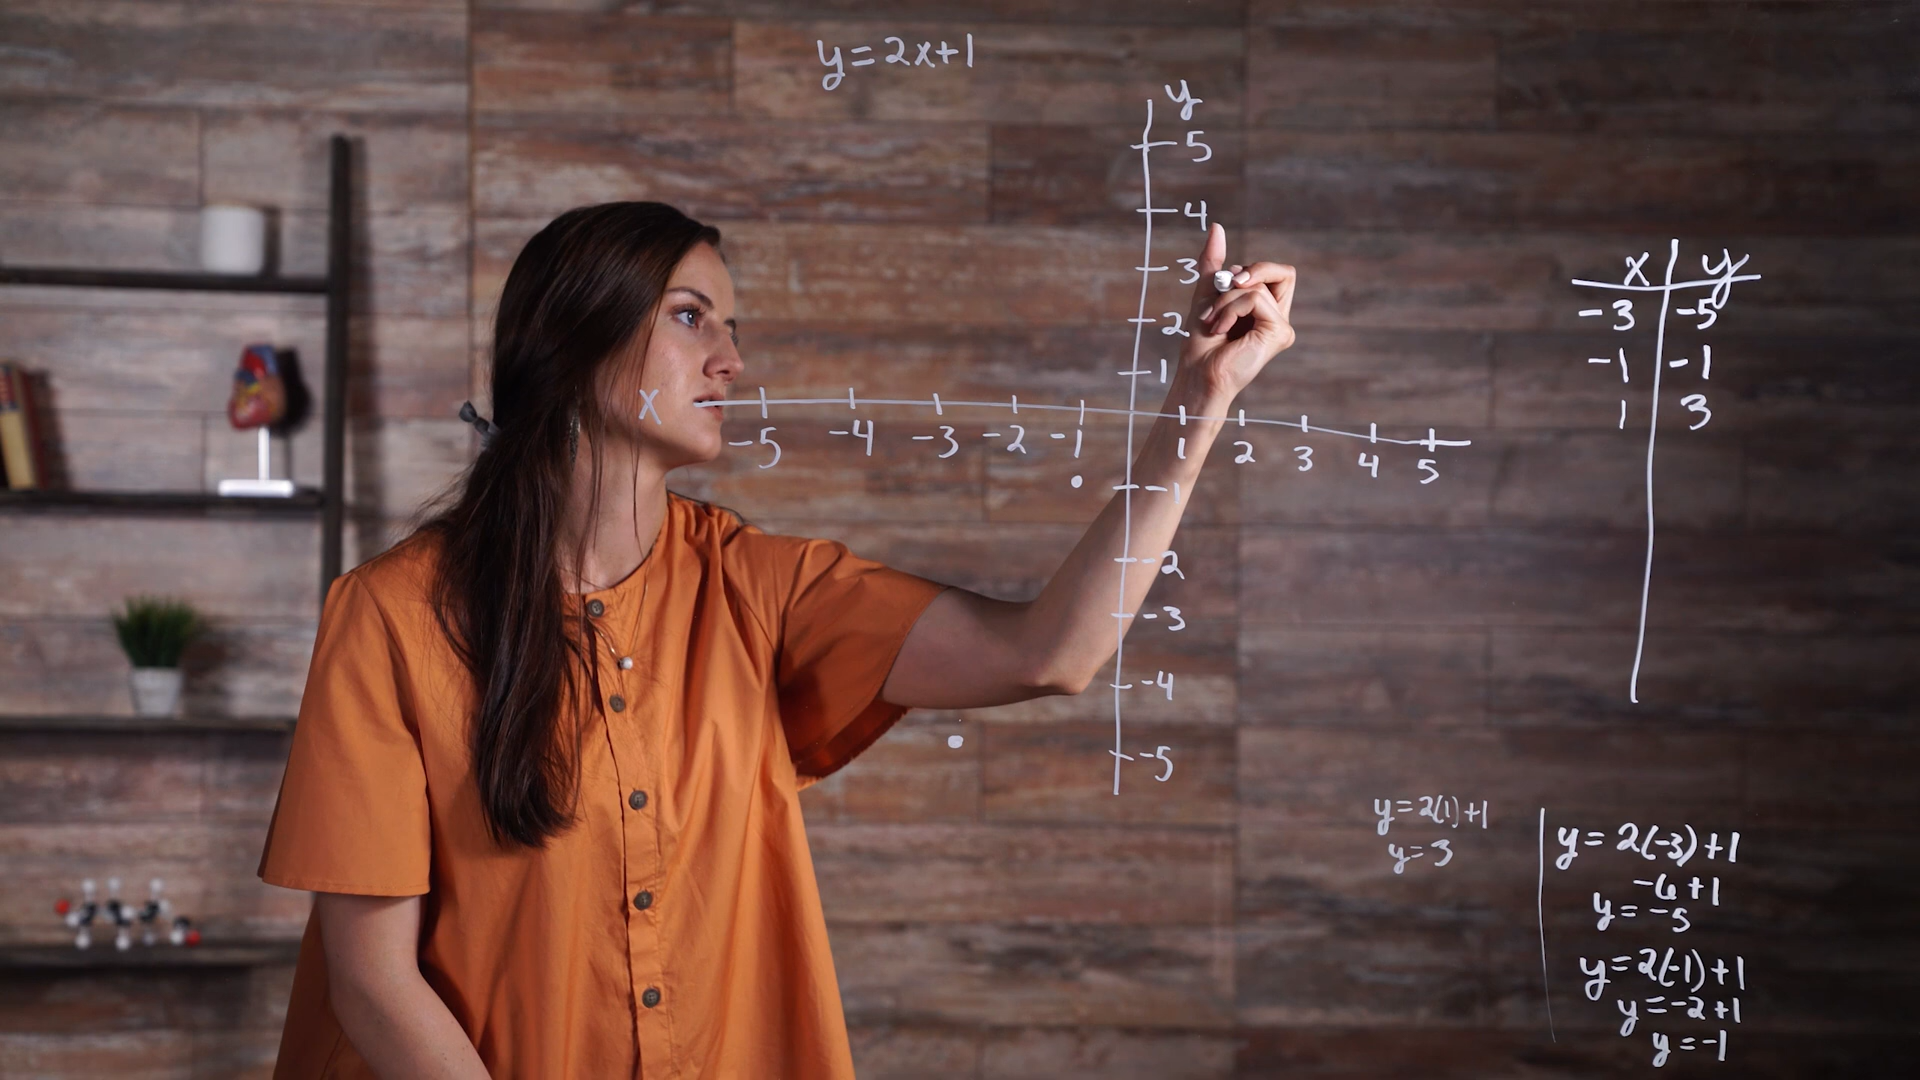 y=2x+1
y
5
4
3
2
1
x
-5 -4 -3 -2 -1 1 2 3 4 5
-1
-2
-3
-4
-5
x y
-3 -5
-1 -1
1 3
y=2(1)+1
y=3
y=2(-3)+1
-6+1
y=-5
y=2(-1)+1
y=-2+1
y=-1